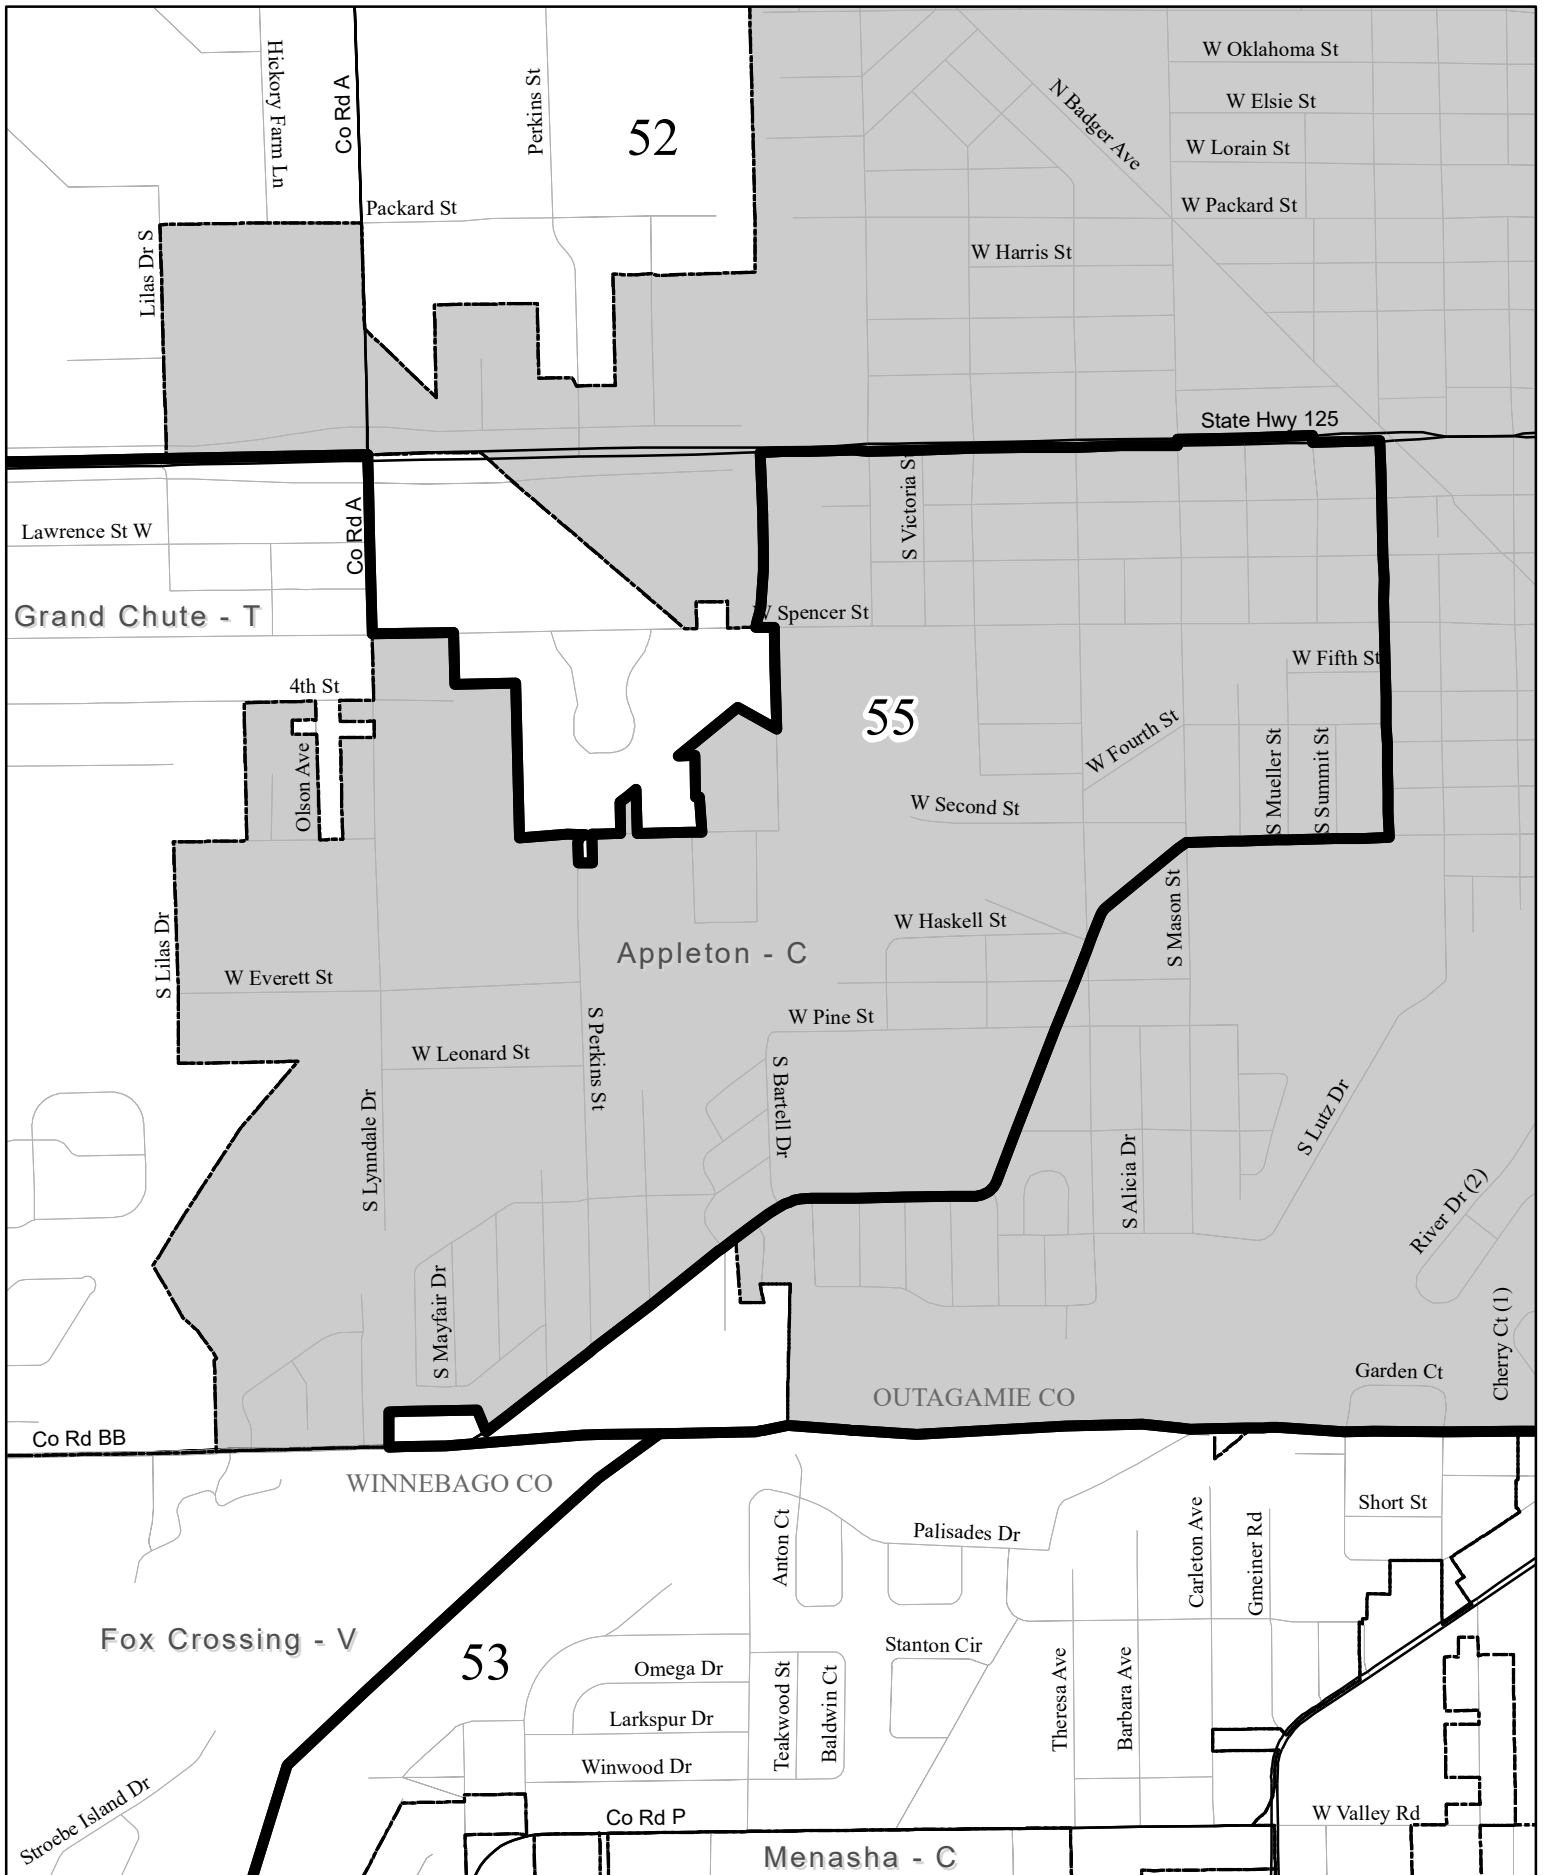 W Oklahoma St
Hickory Farm Ln
Co Rd A
Perkins St
52
N Badger Ave
W Elsie St
W Lorain St
Packard St
W Packard St
Lilas Dr S
W Harris St
State Hwy 125
Lawrence St W
Co Rd A
S Victoria St
Grand Chute - T
W Spencer St
W Fifth St
4th St
55
W Fourth St
Olson Ave
S Mueller St
S Summit St
W Second St
S Lilas Dr
W Haskell St
S Mason St
Appleton - C
W Everett St
S Perkins St
W Pine St
W Leonard St
S Bartell Dr
S Lynndale Dr
S Alicia Dr
S Lutz Dr
River Dr (2)
S Mayfair Dr
Cherry Ct (1)
Garden Ct
OUTAGAMIE CO
Co Rd BB
WINNEBAGO CO
Short St
Anton Ct
Palisades Dr
Carleton Ave
Gmeiner Rd
Fox Crossing - V
53
Stanton Cir
Omega Dr
Teakwood St
Baldwin Ct
Theresa Ave
Barbara Ave
Larkspur Dr
Winwood Dr
Stroebe Island Dr
Co Rd P
W Valley Rd
Menasha - C